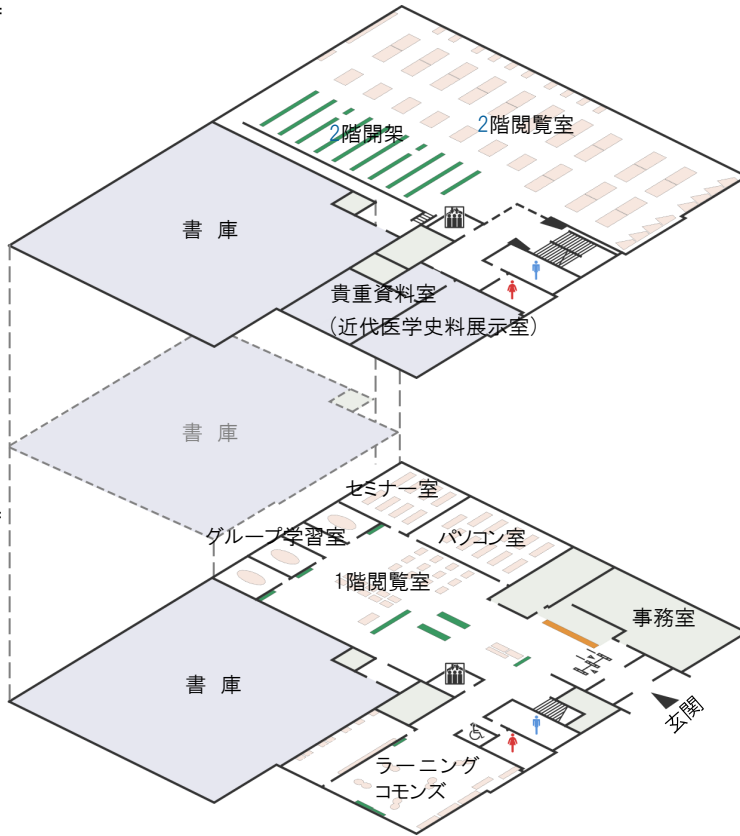 2階閲覧室
2階開架
書 庫
貴重資料室
(近代医学史料展示室)
書 庫
セミナー室
グループ学習室
パソコン室
1階閲覧室
事務室
書 庫
玄関
ラーニング
コモンズ